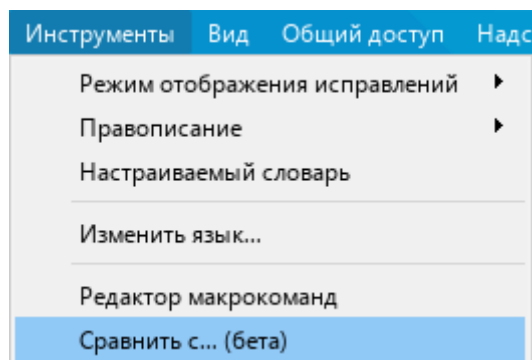 Инструменты Вид Общий доступ
Режим отображения исправлений
Правописание
Настраиваемый словарь
Изменить язык...
Редактор макрокоманд
Сравнить с... (бета)